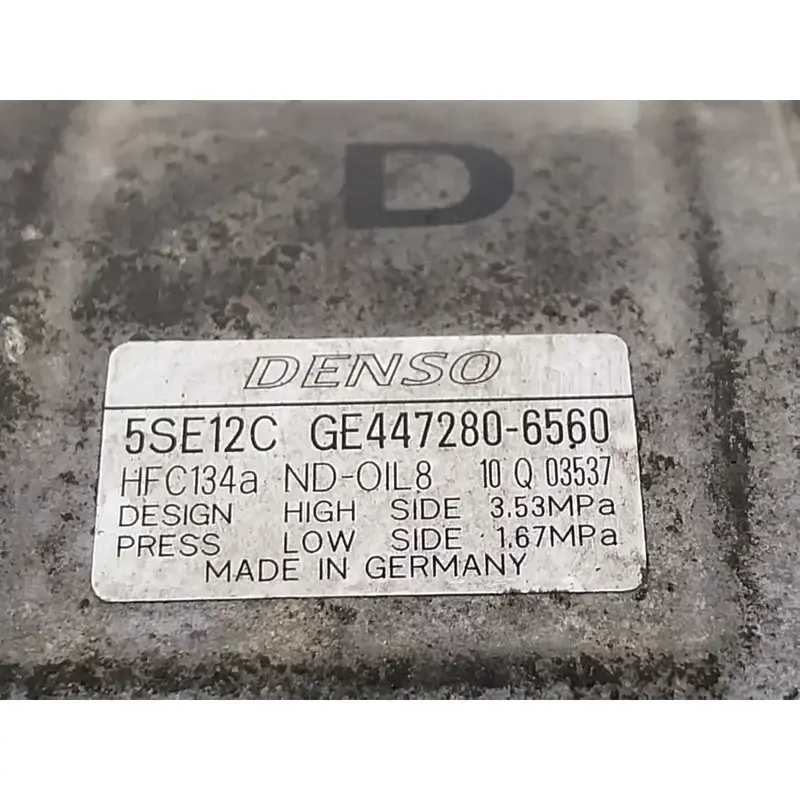 D
DENSO
5SE12C GE447280-6560
HFC134a ND-OIL8 10 Q 03537
DESIGN HIGH SIDE 3.53MPa
PRESS LOW SIDE 1.67MPa
MADE IN GERMANY